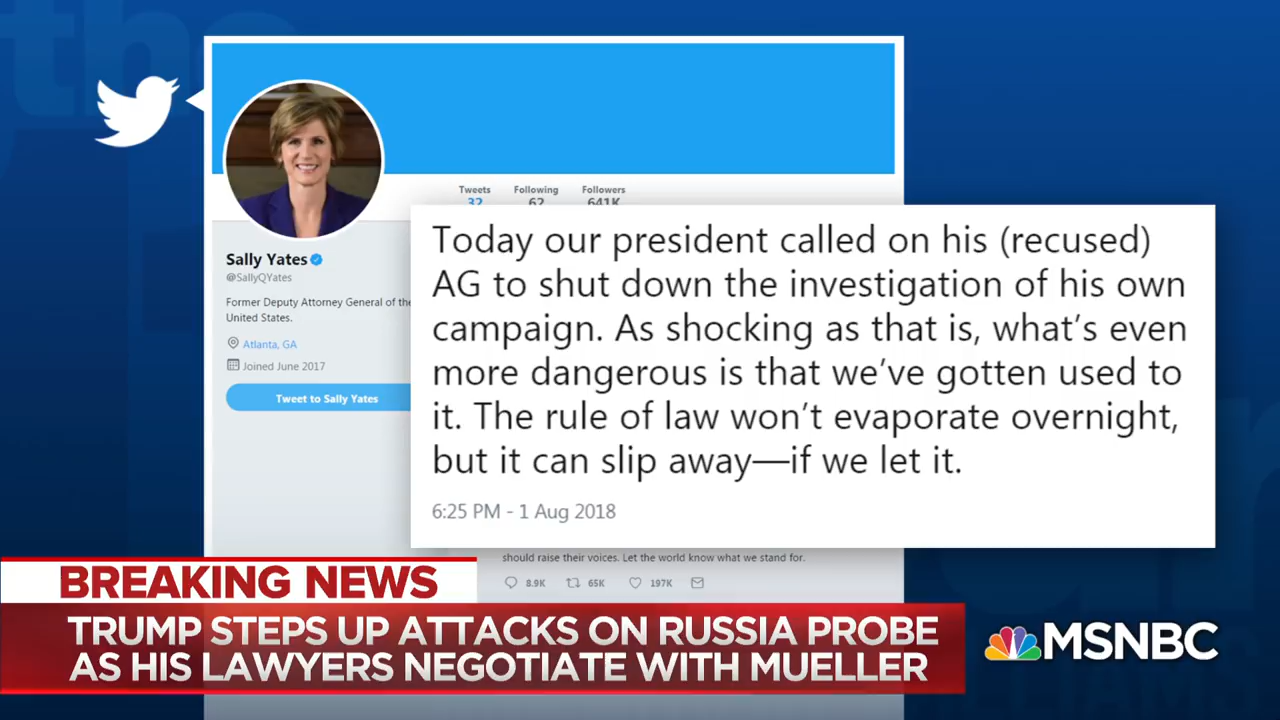 Tweets Following Followers
32 62 641K
Sally Yates
@SallyQYates
Former Deputy Attorney General of the
United States.
Atlanta, GA
Joined June 2017
Tweet to Sally Yates
Today our president called on his (recused)
AG to shut down the investigation of his own
campaign. As shocking as that is, what's even
more dangerous is that we've gotten used to
it. The rule of law won't evaporate overnight,
but it can slip away—if we let it.
6:25 PM - 1 Aug 2018
should raise their voices. Let the world know what we stand for.
8.9K 65K 197K
BREAKING NEWS
TRUMP STEPS UP ATTACKS ON RUSSIA PROBE
AS HIS LAWYERS NEGOTIATE WITH MUELLER
MSNBC